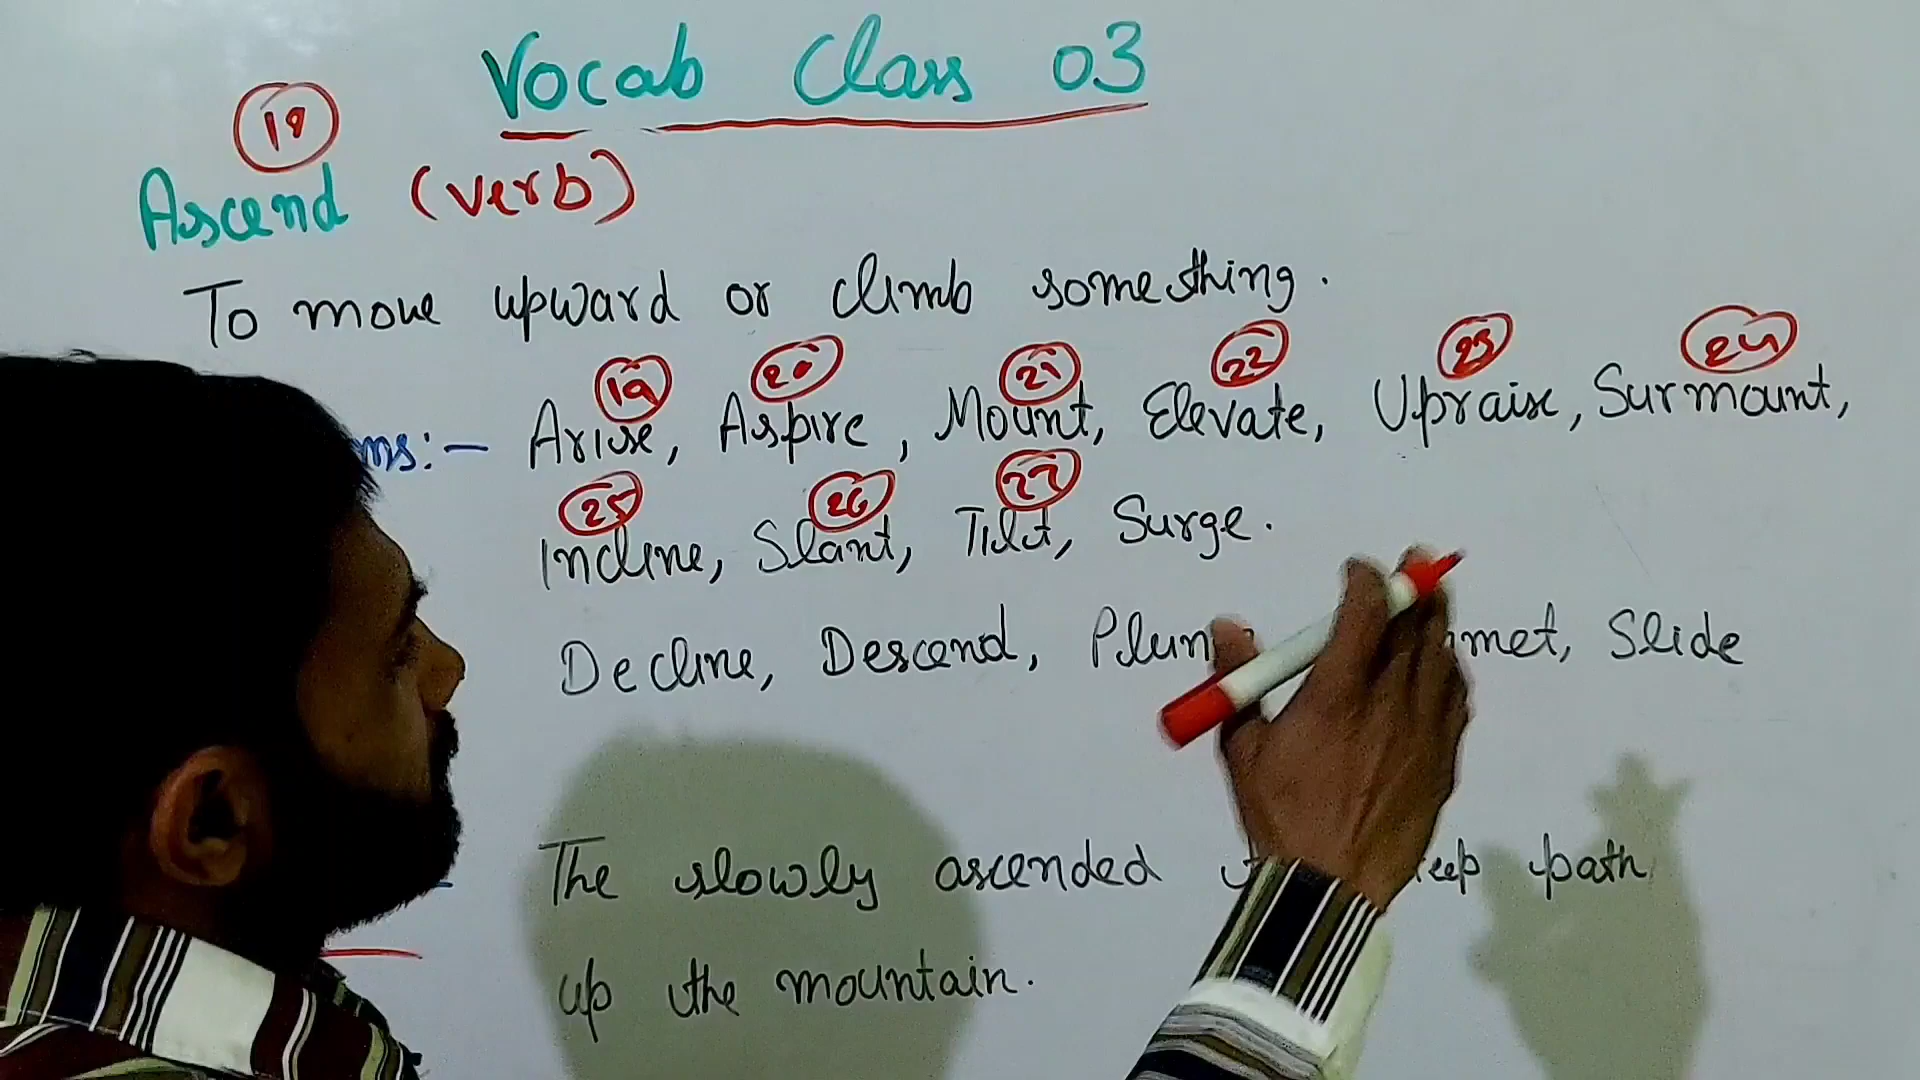 Vocab Class 03
18
Ascend (verb)
To move upward or climb something.
19 20 21 22 23 24
ms:- Arise, Aspire, Mount, Elevate, Upraise, Surmount,
25 26 27
Incline, Slant, Tilt, Surge.
Decline, Descend, Plun met, Slide
The slowly ascended eep path
up the mountain.